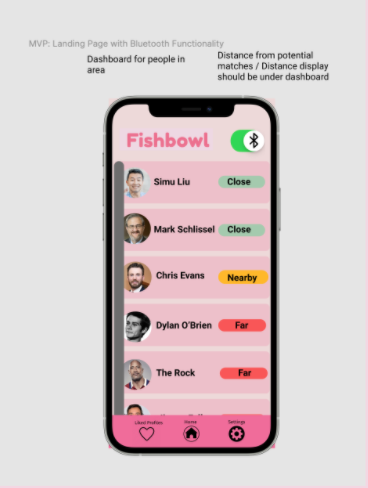 MVP: Landing Page with Bluetooth Functionality
Dashboard for people in
area
Distance from potential
matches / Distance display
should be under dashboard
Fishbowl
Simu Liu Close
Mark Schlissel Close
Chris Evans Nearby
Dylan O'Brien Far
The Rock Far
Liked Profiles Home Settings